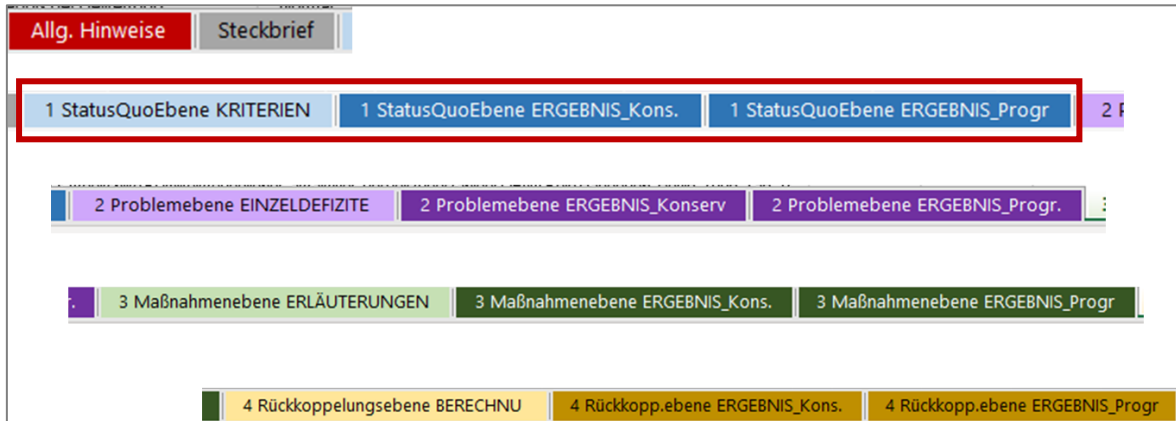 Allg. Hinweise Steckbrief
1 StatusQuoEbene KRITERIEN 1 StatusQuoEbene ERGEBNIS_Kons. 1 StatusQuoEbene ERGEBNIS_Progr 2
2 Problemebene EINZELDEFIZITE 2 Problemebene ERGEBNIS_Konserv 2 Problemebene ERGEBNIS_Progr. 3
3 Maßnahmenebene ERLÄUTERUNGEN 3 Maßnahmenebene ERGEBNIS_Kons. 3 Maßnahmenebene ERGEBNIS_Progr
4 Rückkoppelungsebene BERECHNU 4 Rückkopp.ebene ERGEBNIS_Kons. 4 Rückkopp.ebene ERGEBNIS_Progr